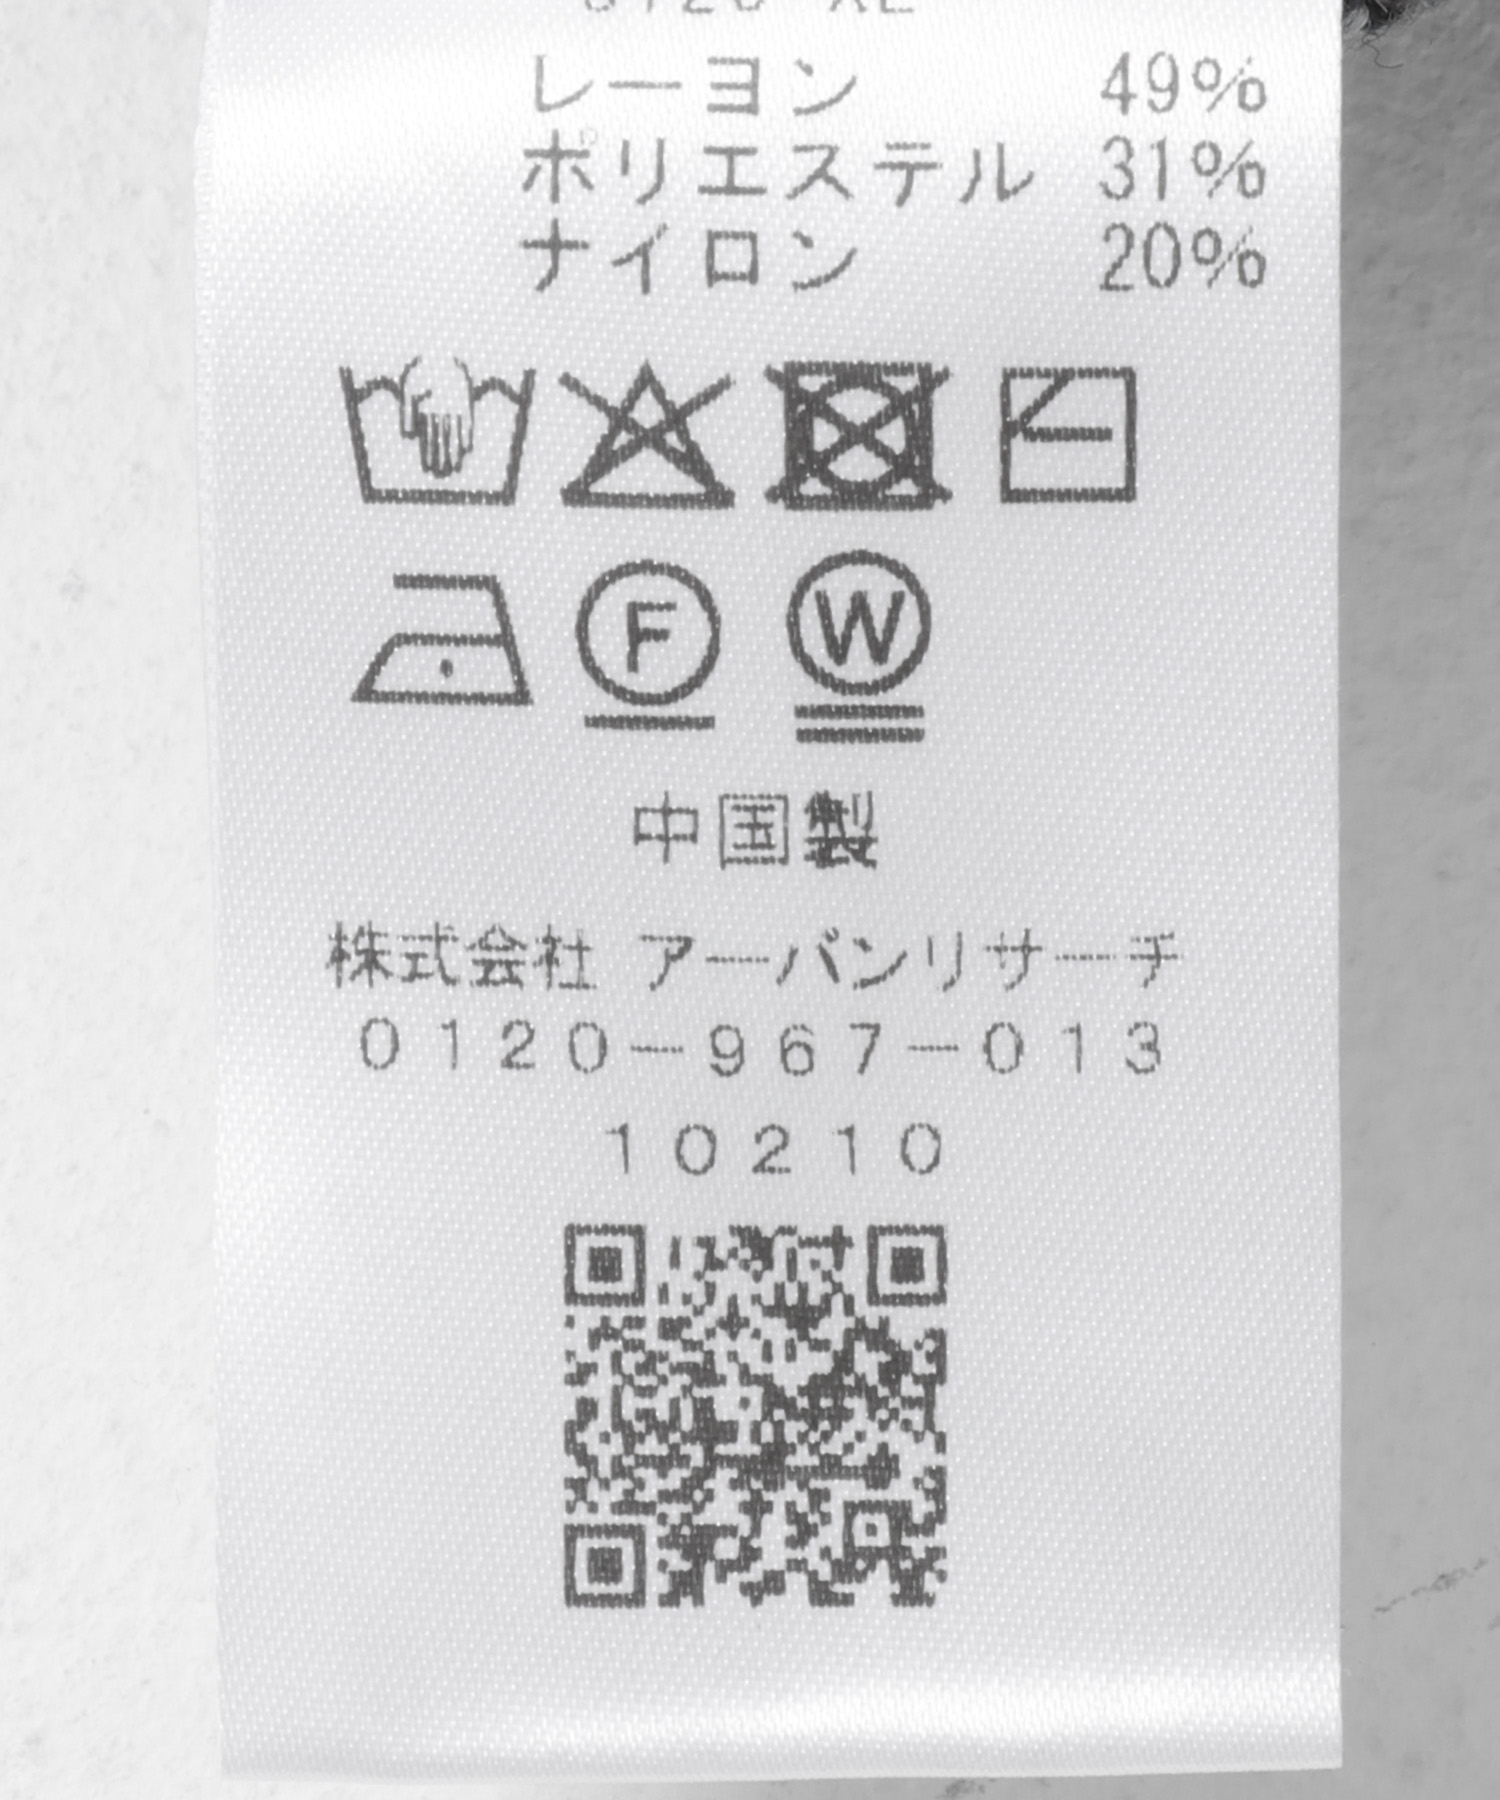 レーヨン 49%
ポリエステル 31%
ナイロン 20%
F W
中国製
株式会社 アーバンリサーチ
0120-967-013
10210